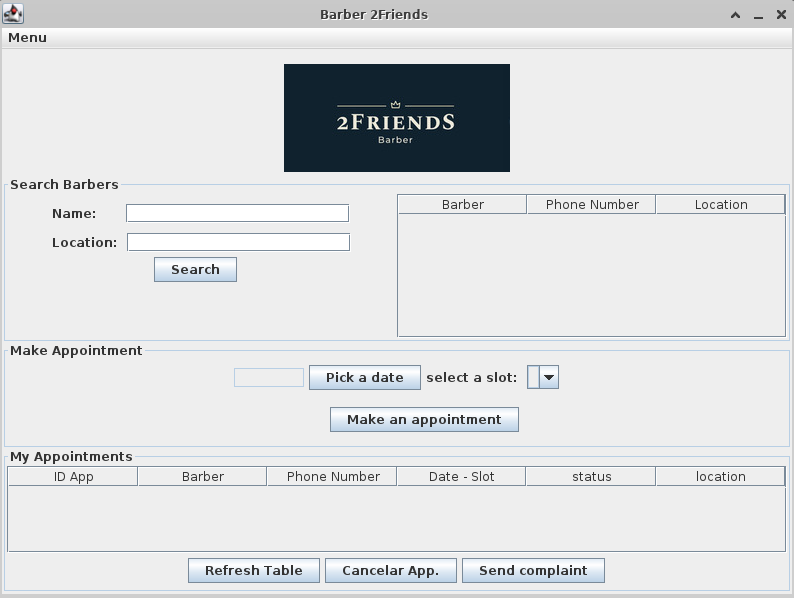 Barber 2Friends
Menu
2FRIENDS
Barber
Search Barbers
Name:
Location:
Search
Barber Phone Number Location
Make Appointment
Pick a date select a slot:
Make an appointment
My Appointments
ID App Barber Phone Number Date - Slot status location
Refresh Table Cancelar App. Send complaint